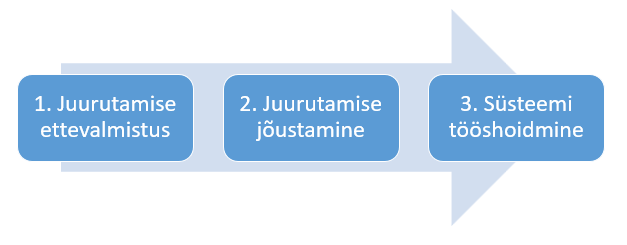 1. Juurutamise
ettevalmistus
2. Juurutamise
jõustamine
3. Süsteemi
tööshoidmine